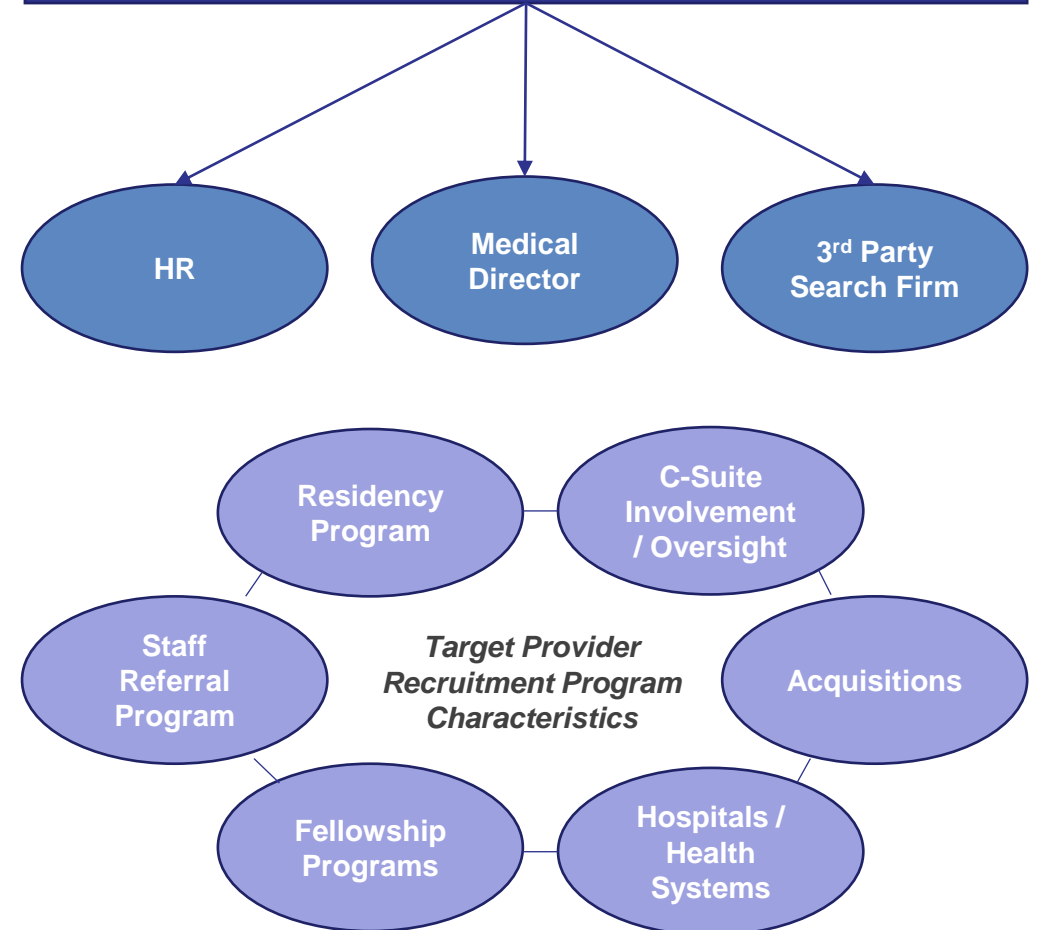 HR
Medical
Director
3rd Party
Search Firm
Residency
Program
C-Suite
Involvement
/ Oversight
Staff
Referral
Program
Target Provider
Recruitment Program
Characteristics
Acquisitions
Fellowship
Programs
Hospitals /
Health
Systems